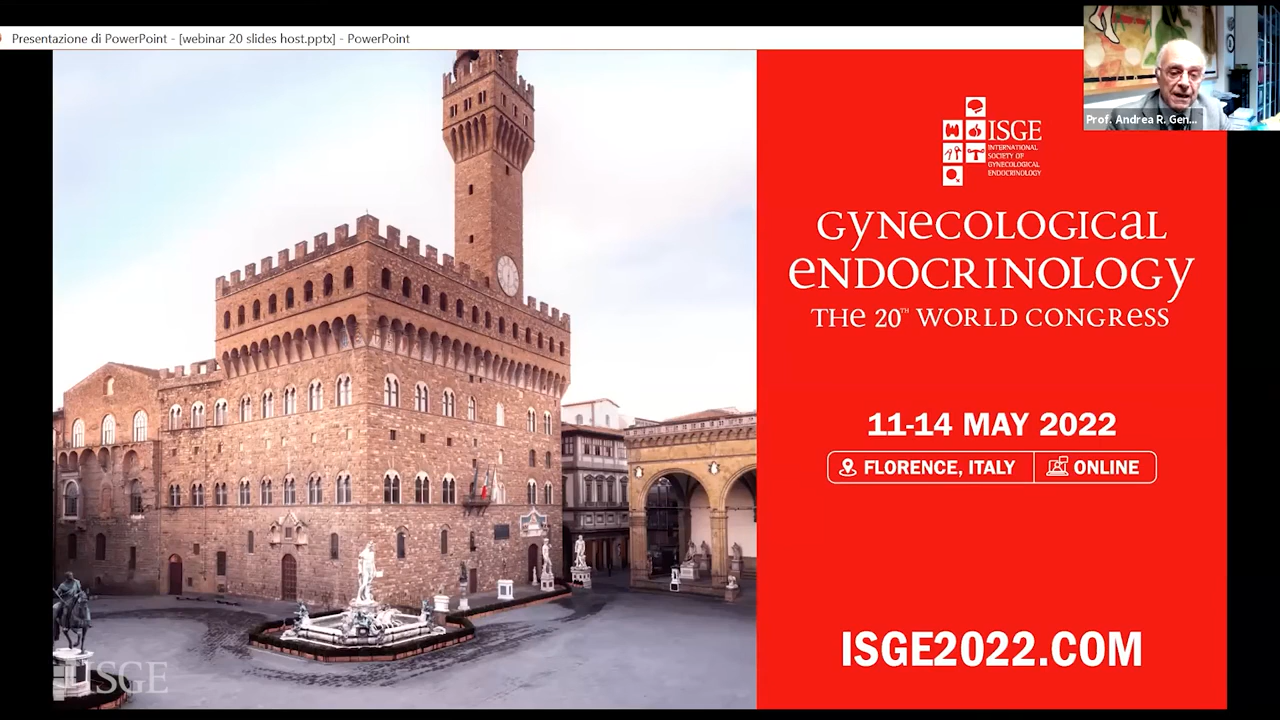 Presentazione di PowerPoint - [webinar 20 slides host.pptx] - PowerPoint
Prof. Andrea R. Gen...
ISGE
INTERNATIONAL
SOCIETY OF
GYNECOLOGICAL
ENDOCRINOLOGY
GYNECOLOGICAL
ENDOCRINOLOGY
THE 20TH WORLD CONGRESS
11-14 MAY 2022
FLORENCE, ITALY
ONLINE
ISGE2022.COM
ISGE